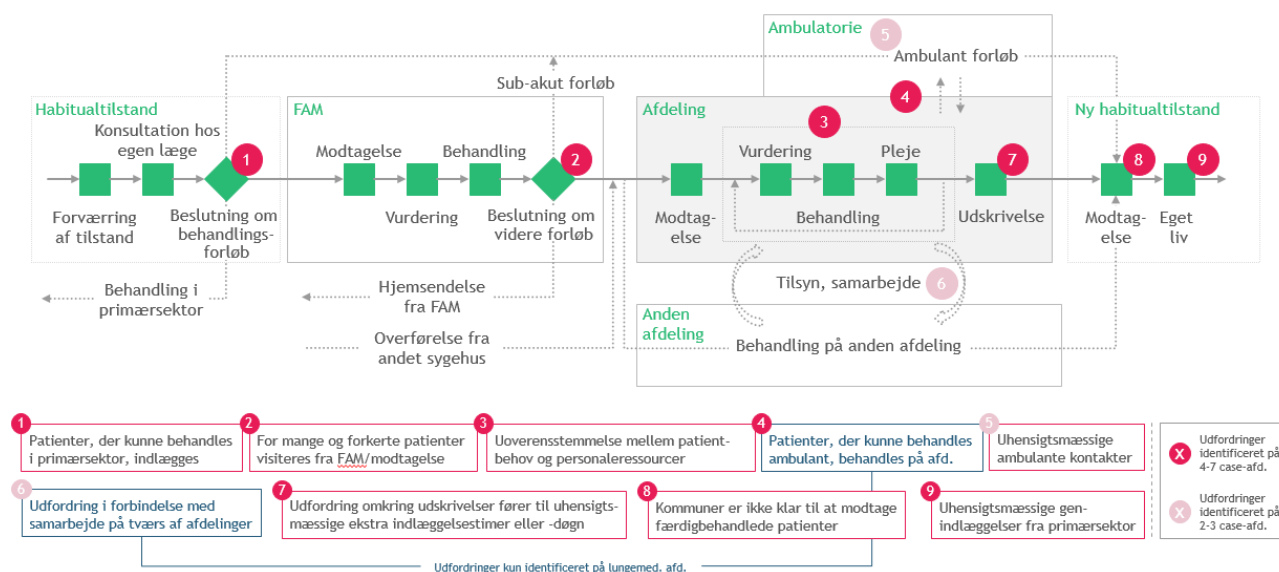 Ambulatorie
5
Ambulant forløb
Sub-akut forløb
4
Habitualtilstand
FAM
Afdeling
Ny habitualtilstand
Konsultation hos
egen læge
3
1
Modtagelse
Behandling
2
Vurdering
Pleje
7
8
9
Forværring
af tilstand
Beslutning om
behandlings-
forløb
Vurdering
Beslutning om
videre forløb
Modtag-
else
Behandling
Udskrivelse
Modtag-
else
Eget
liv
Behandling i
primærsektor
Hjemsendelse
fra FAM
Tilsyn, samarbejde
6
Overførelse fra
andet sygehus
Anden
afdeling
Behandling på anden afdeling
1
Patienter, der kunne behandles
i primærsektor, indlægges
2
For mange og forkerte patienter
visiteres fra FAM/modtagelse
3
Uoverensstemmelse mellem patient-
behov og personaleressourcer
4
Patienter, der kunne behandles
ambulant, behandles på afd.
5
Uhensigtsmæssige
ambulante kontakter
6
Udfordring i forbindelse med
samarbejde på tværs af afdelinger
7
Udfordring omkring udskrivelser fører til uhensigts-
mæssige ekstra indlæggelsestimer eller -døgn
8
Kommuner er ikke klar til at modtage
færdigbehandlede patienter
9
Uhensigtsmæssige gen-
indlæggelser fra primærsektor
X
Udfordringer
identificeret på
4-7 case-afd.
X
Udfordringer
identificeret på
2-3 case-afd.
Udfordringer kun identificeret på lungemed. afd.